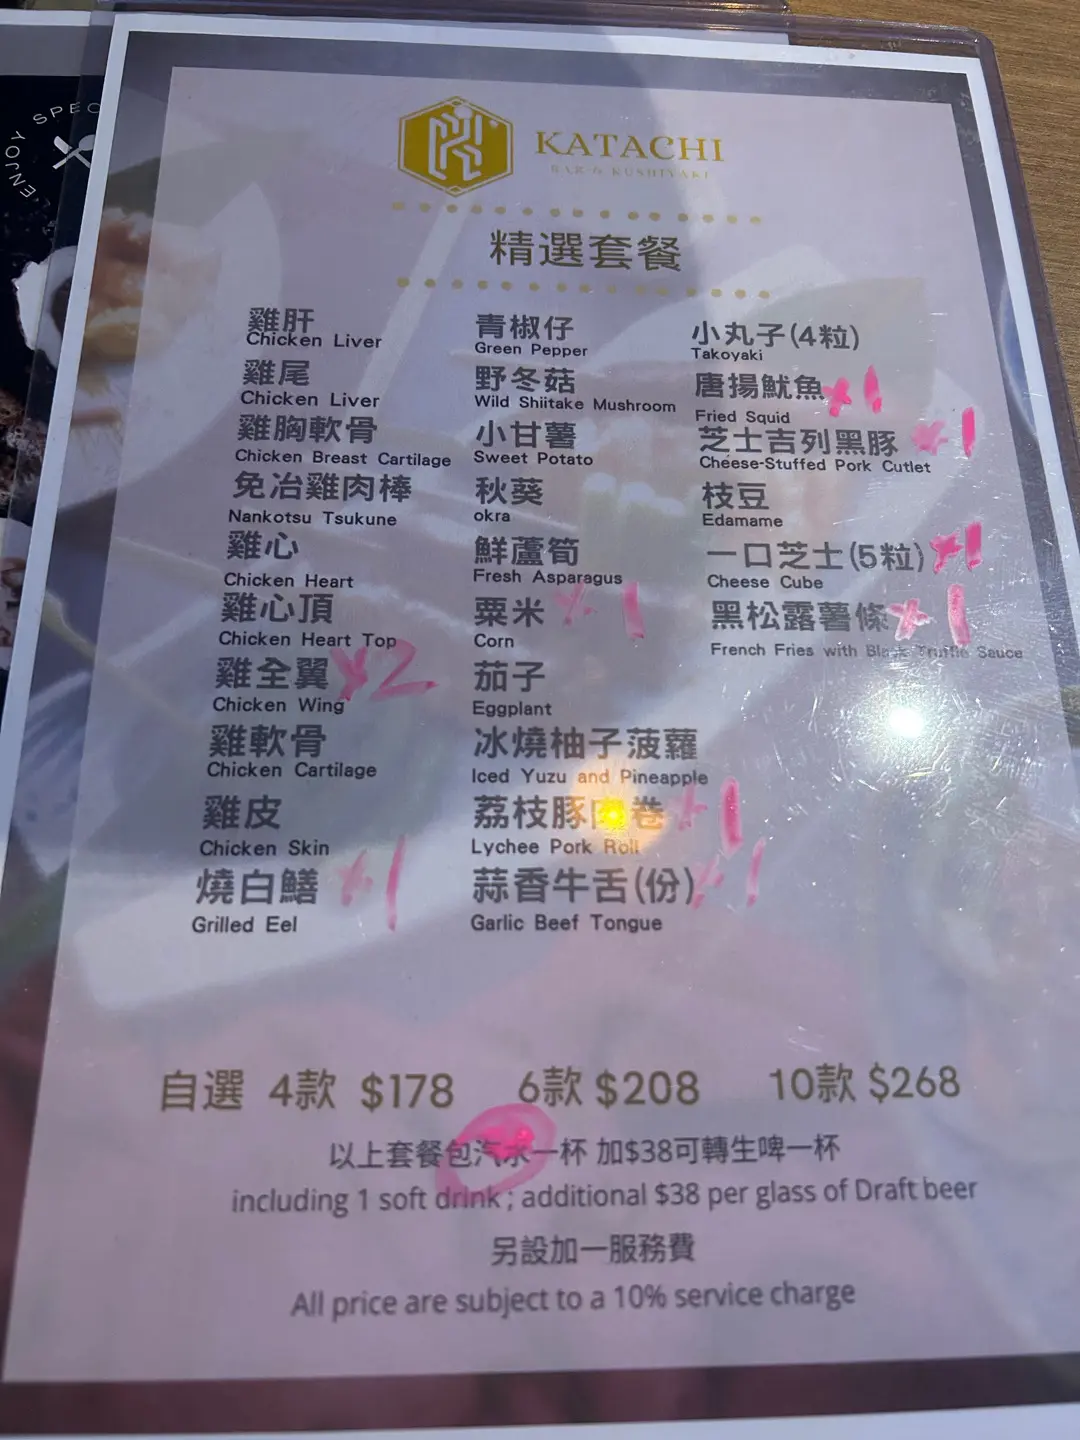 ENJOY SPEC
KATACHI
BAR & KUSHIYAKI
精選套餐
雞肝
Chicken Liver
雞尾
Chicken Liver
雞胸軟骨
Chicken Breast Cartilage
免冶雞肉棒
Nankotsu Tsukune
雞心
Chicken Heart
雞心頂
Chicken Heart Top
雞全翼 x2
Chicken Wing
雞軟骨
Chicken Cartilage
雞皮
Chicken Skin
燒白鱔 x1
Grilled Eel
青椒仔
Green Pepper
野冬菇
Wild Shiitake Mushroom
小甘薯
Sweet Potato
秋葵
okra
鮮蘆筍
Fresh Asparagus
粟米 x1
Corn
茄子
Eggplant
冰燒柚子菠蘿
Iced Yuzu and Pineapple
荔枝豚肉卷 x1
Lychee Pork Roll
蒜香牛舌(份) x1
Garlic Beef Tongue
小丸子(4粒)
Takoyaki
唐揚魷魚 x1
Fried Squid
芝士吉列黑豚 x1
Cheese-Stuffed Pork Cutlet
枝豆
Edamame
一口芝士(5粒) x1
Cheese Cube
黑松露薯條 x1
French Fries with Black Truffle Sauce
自選 4款 $178 6款 $208 10款 $268
以上套餐包汽水一杯 加$38可轉生啤一杯
including 1 soft drink ; additional $38 per glass of Draft beer
另設加一服務費
All price are subject to a 10% service charge